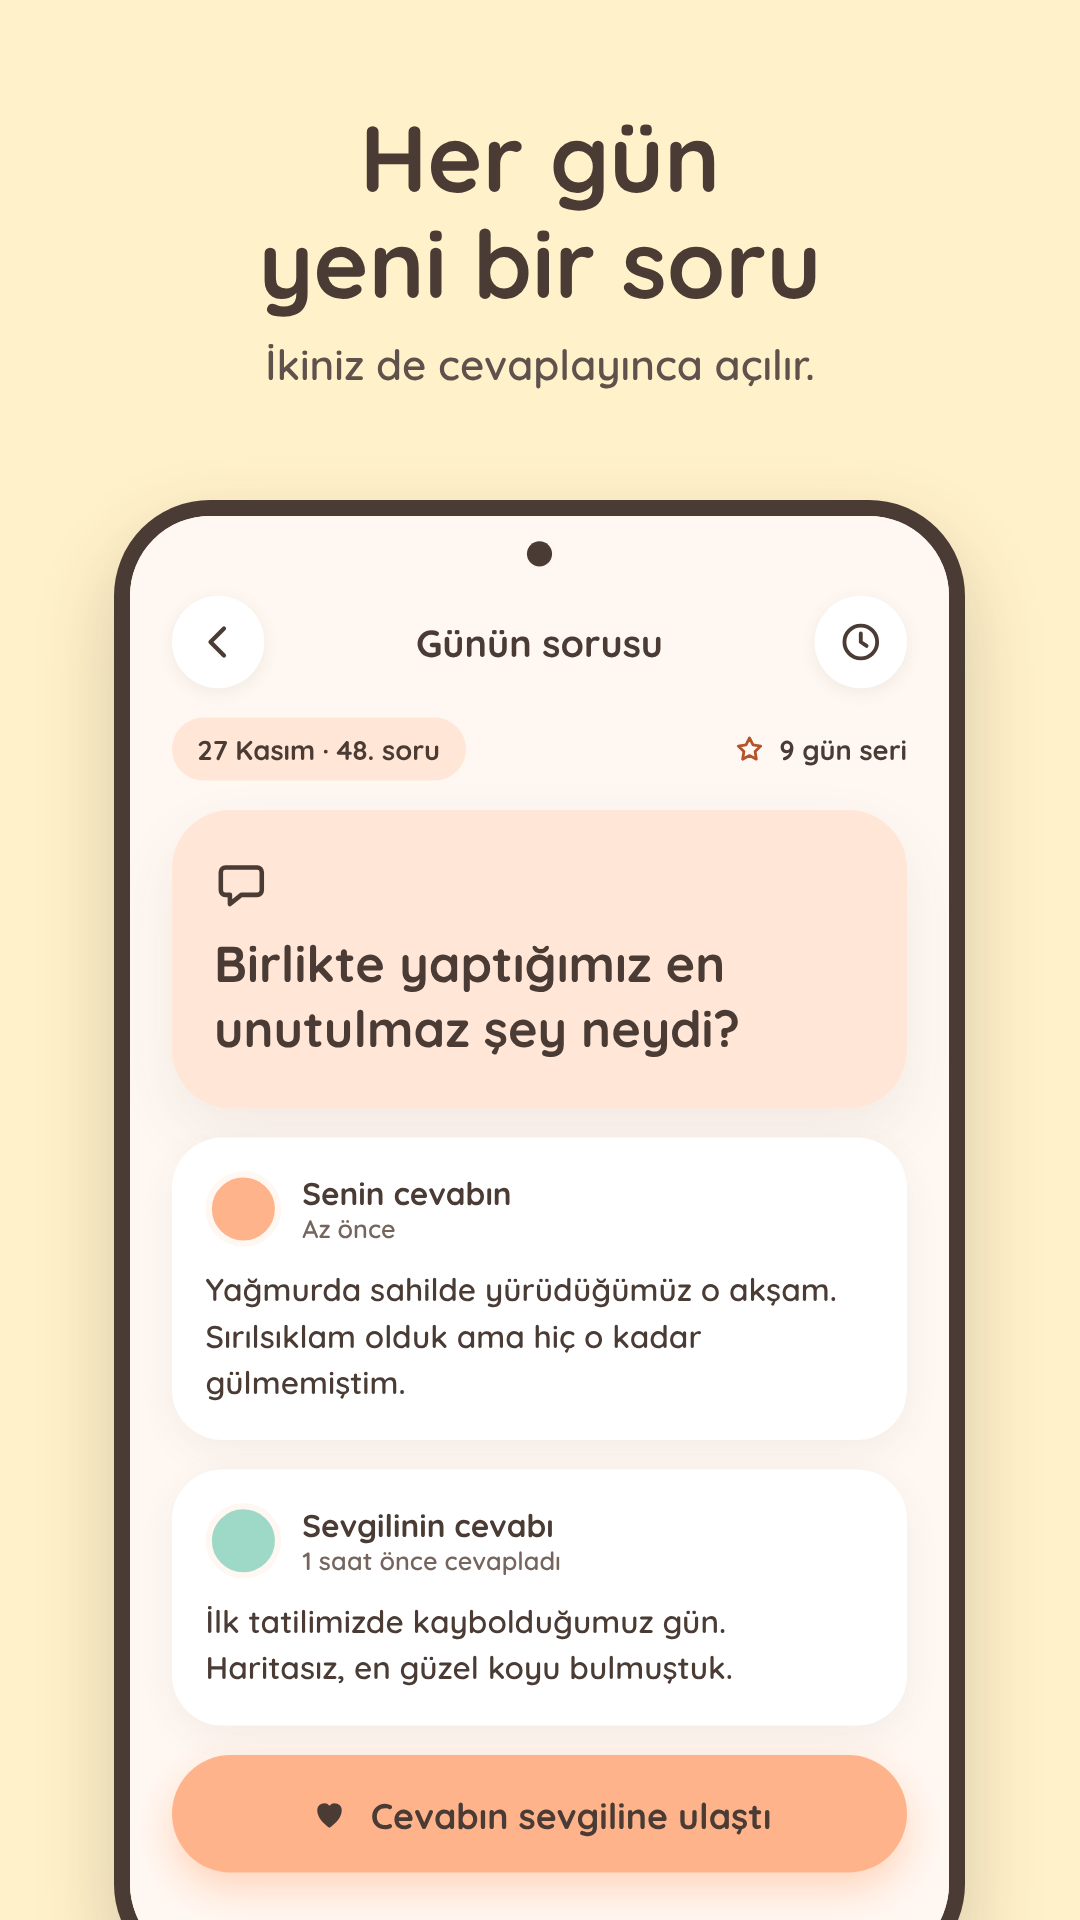 Her gün
yeni bir soru
İkiniz de cevaplayınca açılır.
Günün sorusu
27 Kasım · 48. soru
9 gün seri
Birlikte yaptığımız en
unutulmaz şey neydi?
Senin cevabın
Az önce
Yağmurda sahilde yürüdüğümüz o akşam.
Sırılsıklam olduk ama hiç o kadar
gülmemiştim.
Sevgilinin cevabı
1 saat önce cevapladı
İlk tatilimizde kaybolduğumuz gün.
Haritasız, en güzel koyu bulmuştuk.
Cevabın sevgiline ulaştı